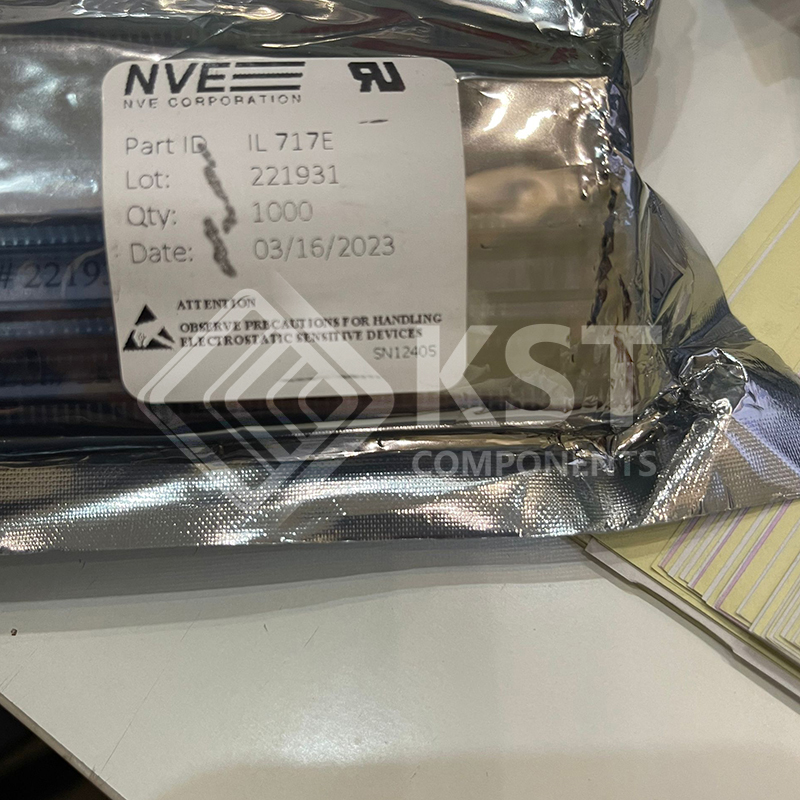 NVE
NVE CORPORATION
Part ID IL 717E
Lot: 221931
Qty: 1000
Date: 03/16/2023
# 2219
ATTENTION
OBSERVE PRECAUTIONS FOR HANDLING
ELECTROSTATIC SENSITIVE DEVICES
SN12405
KST
COMPONENTS